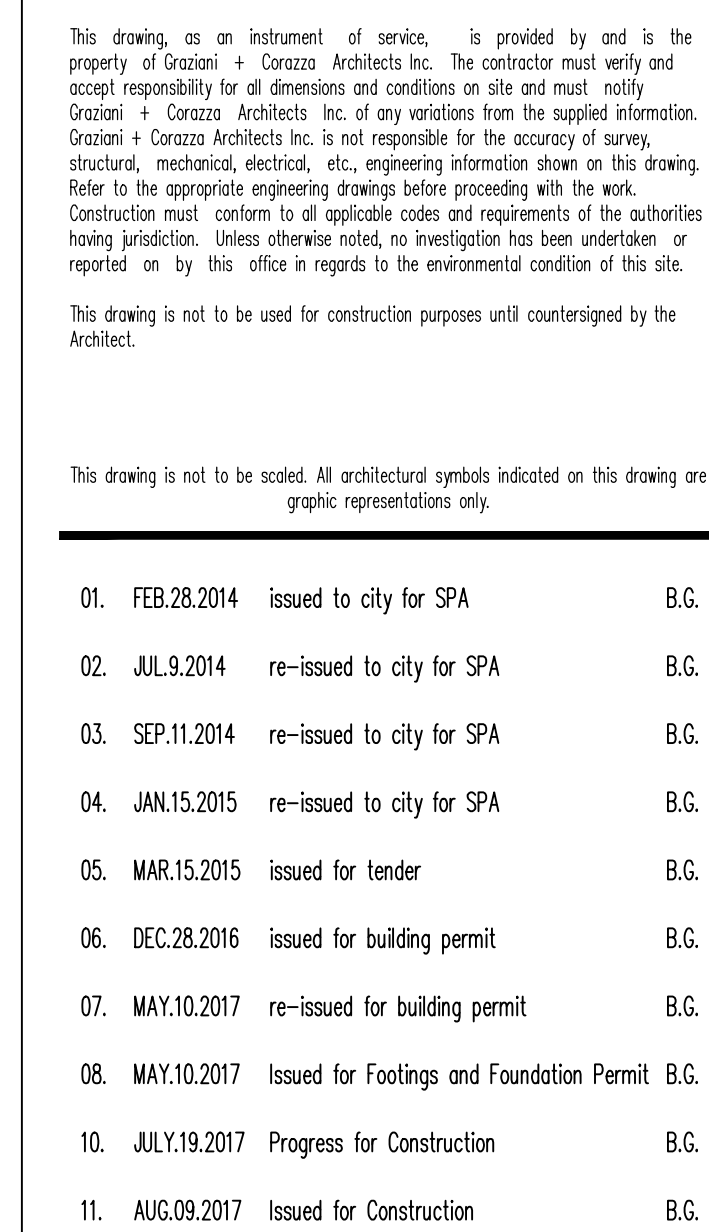 This drawing, as an instrument of service, is provided by and is the
property of Graziani + Corazza Architects Inc. The contractor must verify and
accept responsibility for all dimensions and conditions on site and must notify
Graziani + Corazza Architects Inc. of any variations from the supplied information.
Graziani + Corazza Architects Inc. is not responsible for the accuracy of survey,
structural, mechanical, electrical, etc., engineering information shown on this drawing.
Refer to the appropriate engineering drawings before proceeding with the work.
Construction must conform to all applicable codes and requirements of the authorities
having jurisdiction. Unless otherwise noted, no investigation has been undertaken or
reported on by this office in regards to the environmental condition of this site.
This drawing is not to be used for construction purposes until countersigned by the
Architect.
This drawing is not to be scaled. All architectural symbols indicated on this drawing are
graphic representations only.
01. FEB.28.2014 issued to city for SPA B.G.
02. JUL.9.2014 re-issued to city for SPA B.G.
03. SEP.11.2014 re-issued to city for SPA B.G.
04. JAN.15.2015 re-issued to city for SPA B.G.
05. MAR.15.2015 issued for tender B.G.
06. DEC.28.2016 issued for building permit B.G.
07. MAY.10.2017 re-issued for building permit B.G.
08. MAY.10.2017 Issued for Footings and Foundation Permit B.G.
10. JULY.19.2017 Progress for Construction B.G.
11. AUG.09.2017 Issued for Construction B.G.